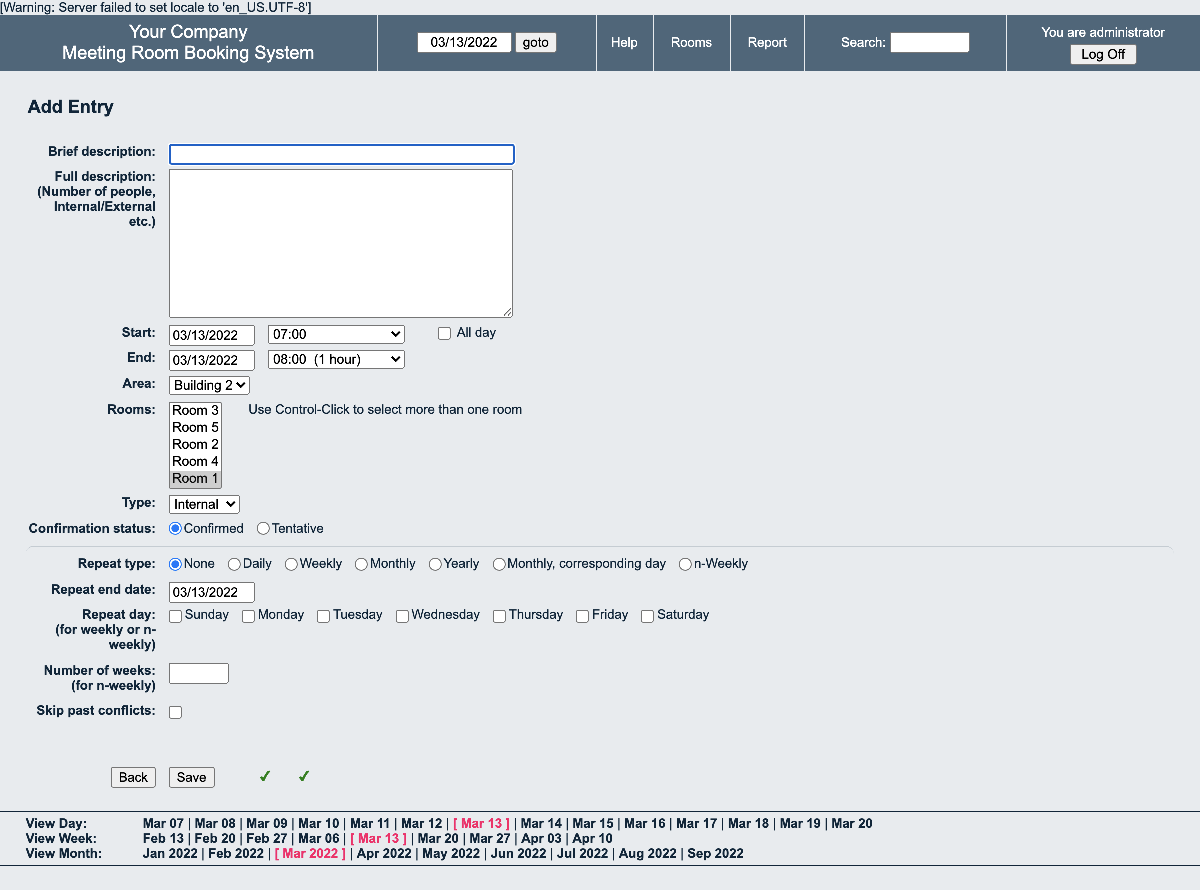 [Warning: Server failed to set locale to 'en_US.UTF-8']
Your Company
Meeting Room Booking System
03/13/2022 goto
Help
Rooms
Report
Search:
You are administrator
Log Off
Add Entry
Brief description:
Full description:
(Number of people,
Internal/External
etc.)
Start: 03/13/2022 07:00 All day
End: 03/13/2022 08:00 (1 hour)
Area: Building 2
Rooms: Room 3 Use Control-Click to select more than one room
Room 5
Room 2
Room 4
Room 1
Type: Internal
Confirmation status: Confirmed Tentative
Repeat type: None Daily Weekly Monthly Yearly Monthly, corresponding day n-Weekly
Repeat end date: 03/13/2022
Repeat day: Sunday Monday Tuesday Wednesday Thursday Friday Saturday
(for weekly or n-
weekly)
Number of weeks:
(for n-weekly)
Skip past conflicts:
Back Save ✔ ✔
View Day: Mar 07 | Mar 08 | Mar 09 | Mar 10 | Mar 11 | Mar 12 | [ Mar 13 ] | Mar 14 | Mar 15 | Mar 16 | Mar 17 | Mar 18 | Mar 19 | Mar 20
View Week: Feb 13 | Feb 20 | Feb 27 | Mar 06 | [ Mar 13 ] | Mar 20 | Mar 27 | Apr 03 | Apr 10
View Month: Jan 2022 | Feb 2022 | [ Mar 2022 ] | Apr 2022 | May 2022 | Jun 2022 | Jul 2022 | Aug 2022 | Sep 2022